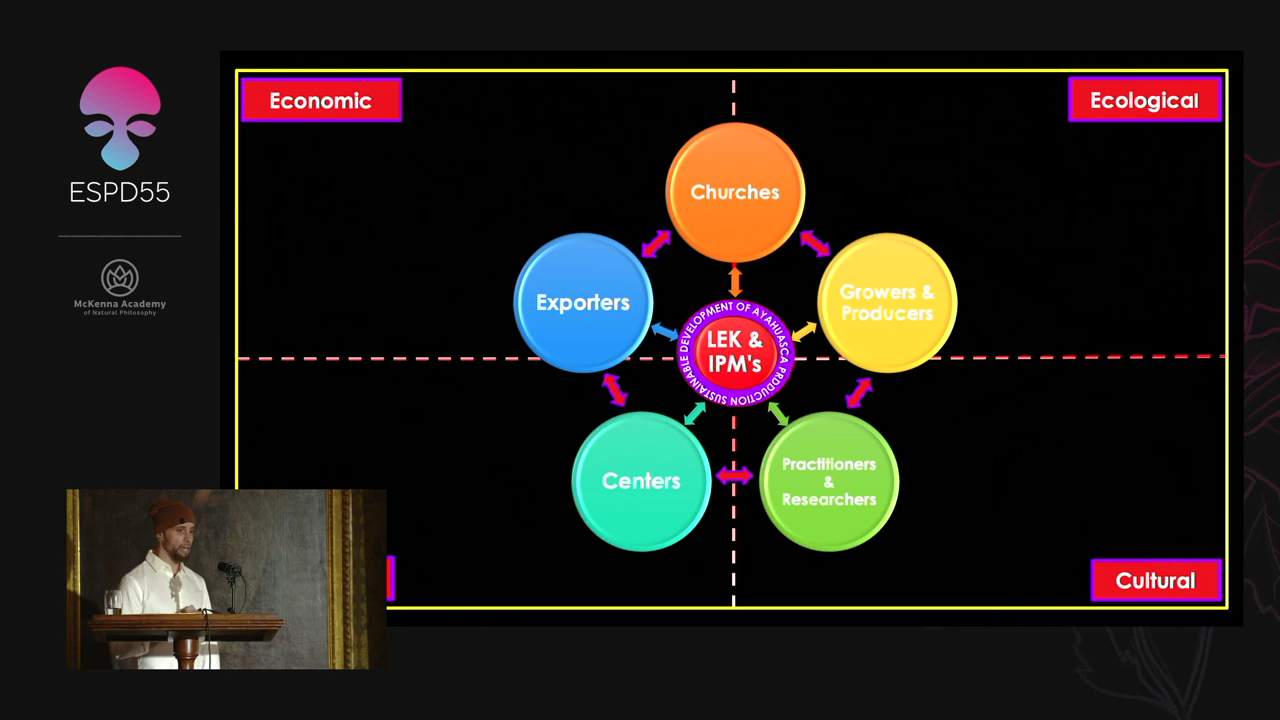 ESPD55
McKenna Academy
of Natural Philosophy
Economic
Ecological
Churches
Exporters
Growers &
Producers
SUSTAINABLE DEVELOPMENT OF AYAHUASCA PRODUCTION
LEK &
IPM's
Centers
Practitioners
&
Researchers
Cultural